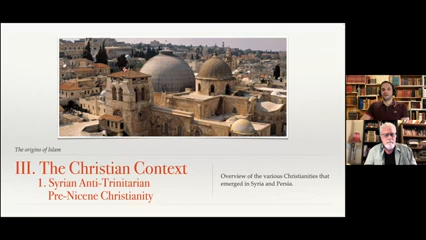 The origins of Islam
III. The Christian Context
1. Syrian Anti-Trinitarian
Pre-Nicene Christianity
Overview of the various Christianities that
emerged in Syria and Persia.